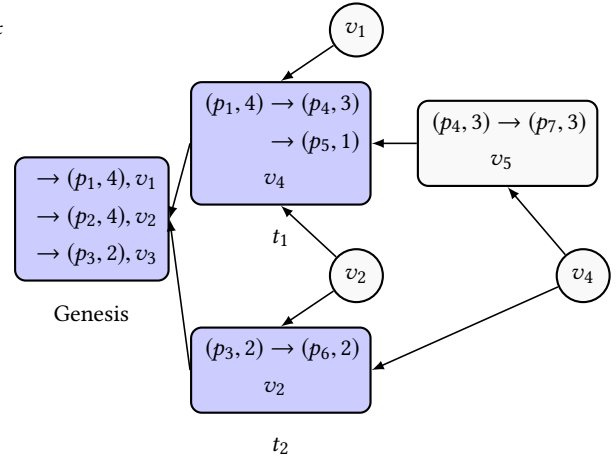 v₁
(p₁, 4) → (p₄, 3)
→ (p₅, 1)
v₄
(p₄, 3) → (p₇, 3)
v₅
→ (p₁, 4), v₁
→ (p₂, 4), v₂
→ (p₃, 2), v₃
Genesis
t₁
v₂
v₄
(p₃, 2) → (p₆, 2)
v₂
t₂